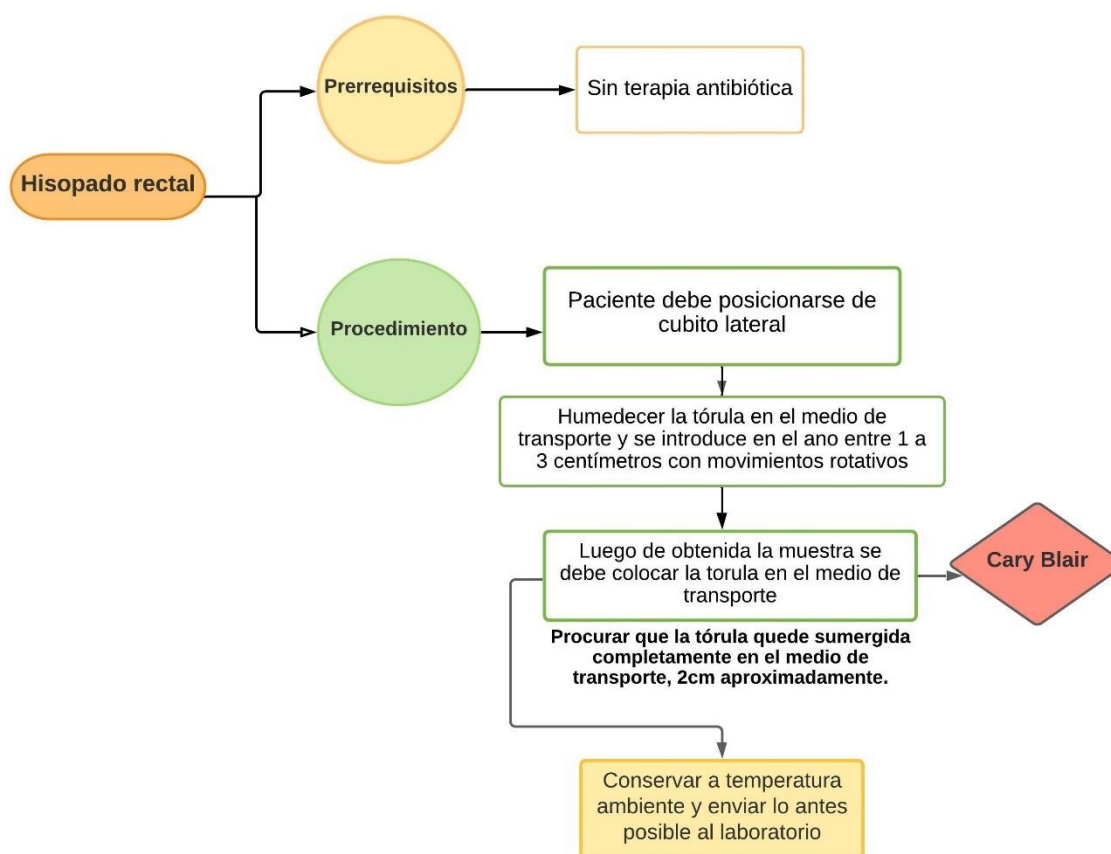 Prerrequisitos
Sin terapia antibiótica
Hisopado rectal
Procedimiento
Paciente debe posicionarse de
cubito lateral
Humedecer la tórula en el medio de
transporte y se introduce en el ano entre 1 a
3 centímetros con movimientos rotativos
Luego de obtenida la muestra se
debe colocar la torula en el medio de
transporte
Cary Blair
Procurar que la tórula quede sumergida
completamente en el medio de
transporte, 2cm aproximadamente.
Conservar a temperatura
ambiente y enviar lo antes
posible al laboratorio